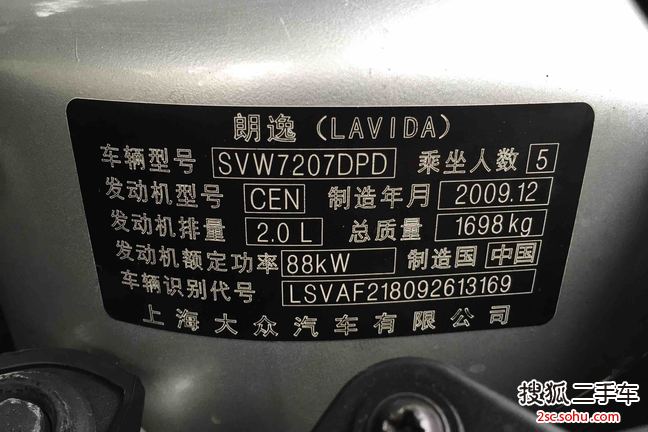 朗逸(LAVIDA)
车辆型号 SVW7207DPD 乘坐人数 5
发动机型号 CEN 制造年月 2009.12
发动机排量 2.0L 总质量 1698kg
发动机额定功率 88kW 制造国 中国
车辆识别代号 LSVAF218092613169
上海大众汽车有限公司
搜狐二手车
2sc.sohu.com